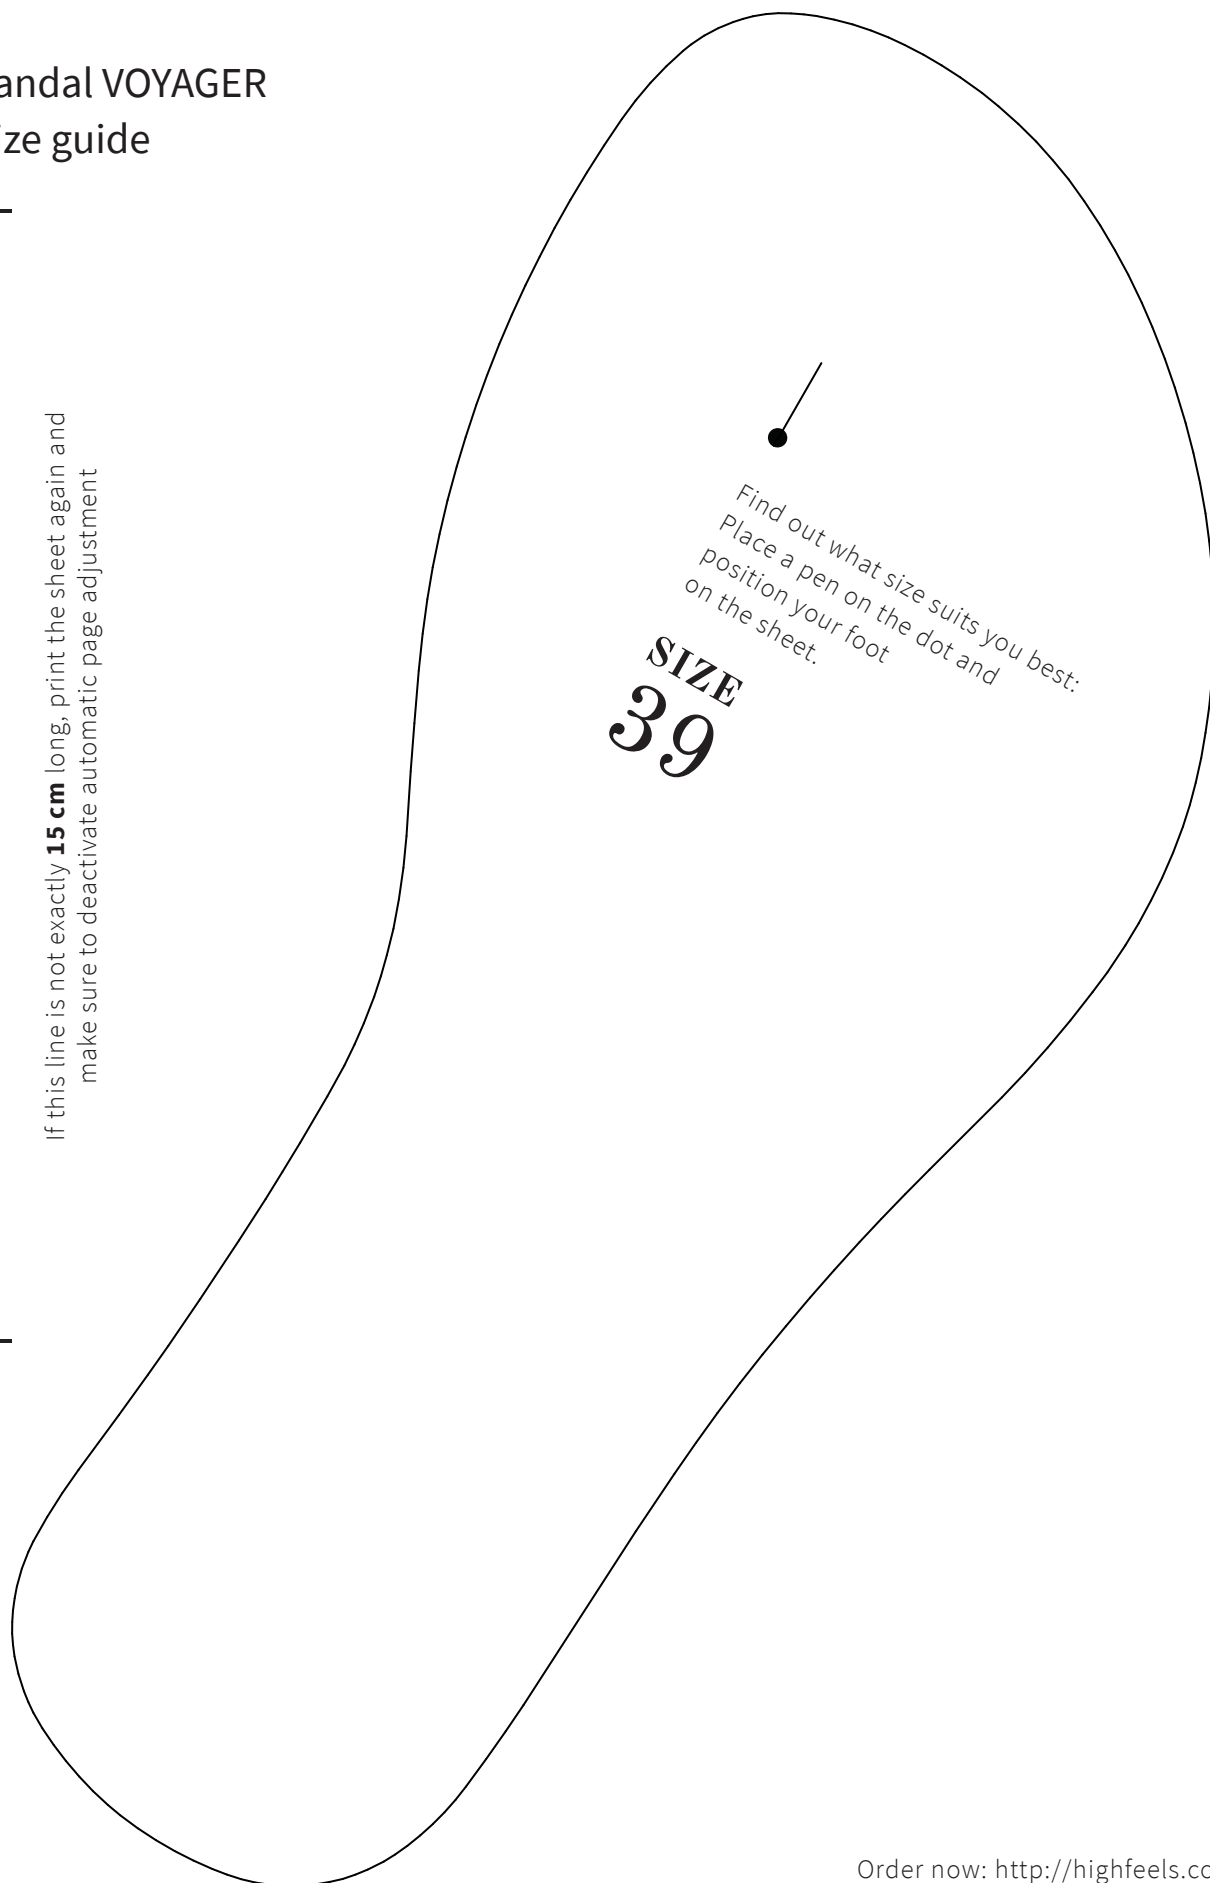 andal VOYAGER
ize guide
If this line is not exactly 15 cm long, print the sheet again and
make sure to deactivate automatic page adjustment
Find out what size suits you best:
Place a pen on the dot and
position your foot
on the sheet.
SIZE
39
Order now: http://highfeels.co